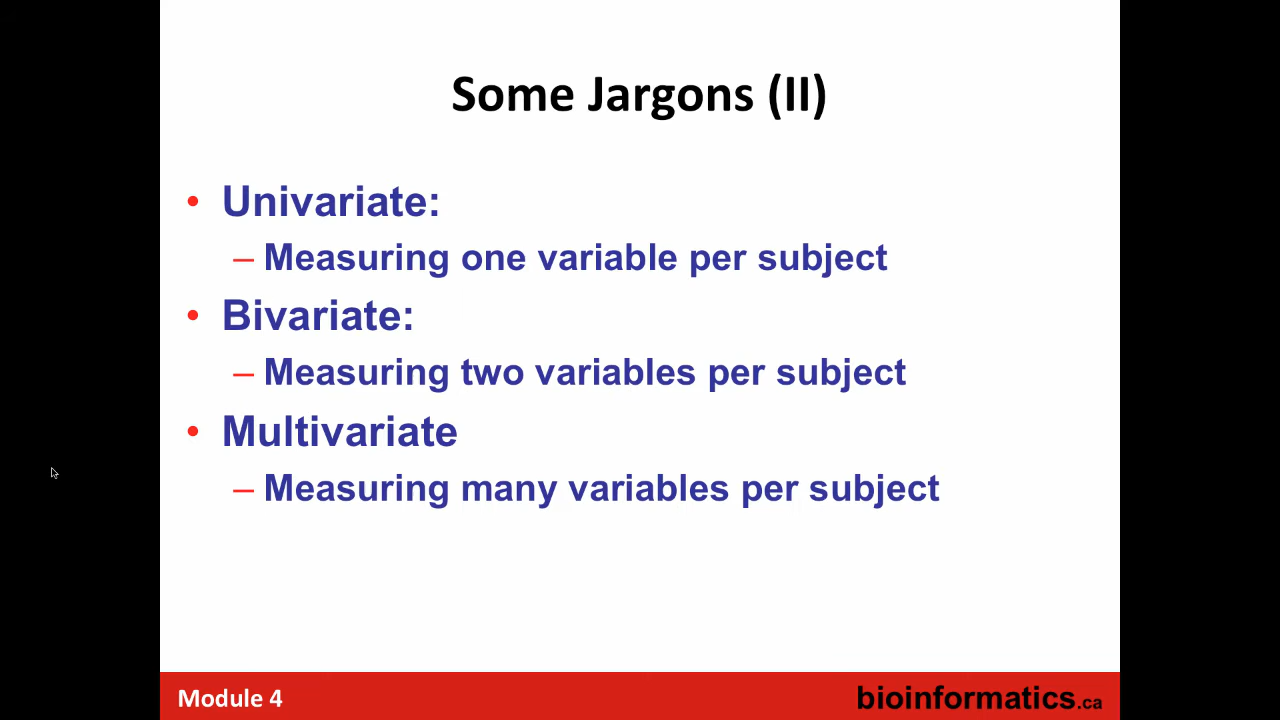 Some Jargons (II)
• Univariate:
– Measuring one variable per subject
• Bivariate:
– Measuring two variables per subject
• Multivariate
– Measuring many variables per subject
Module 4
bioinformatics.ca